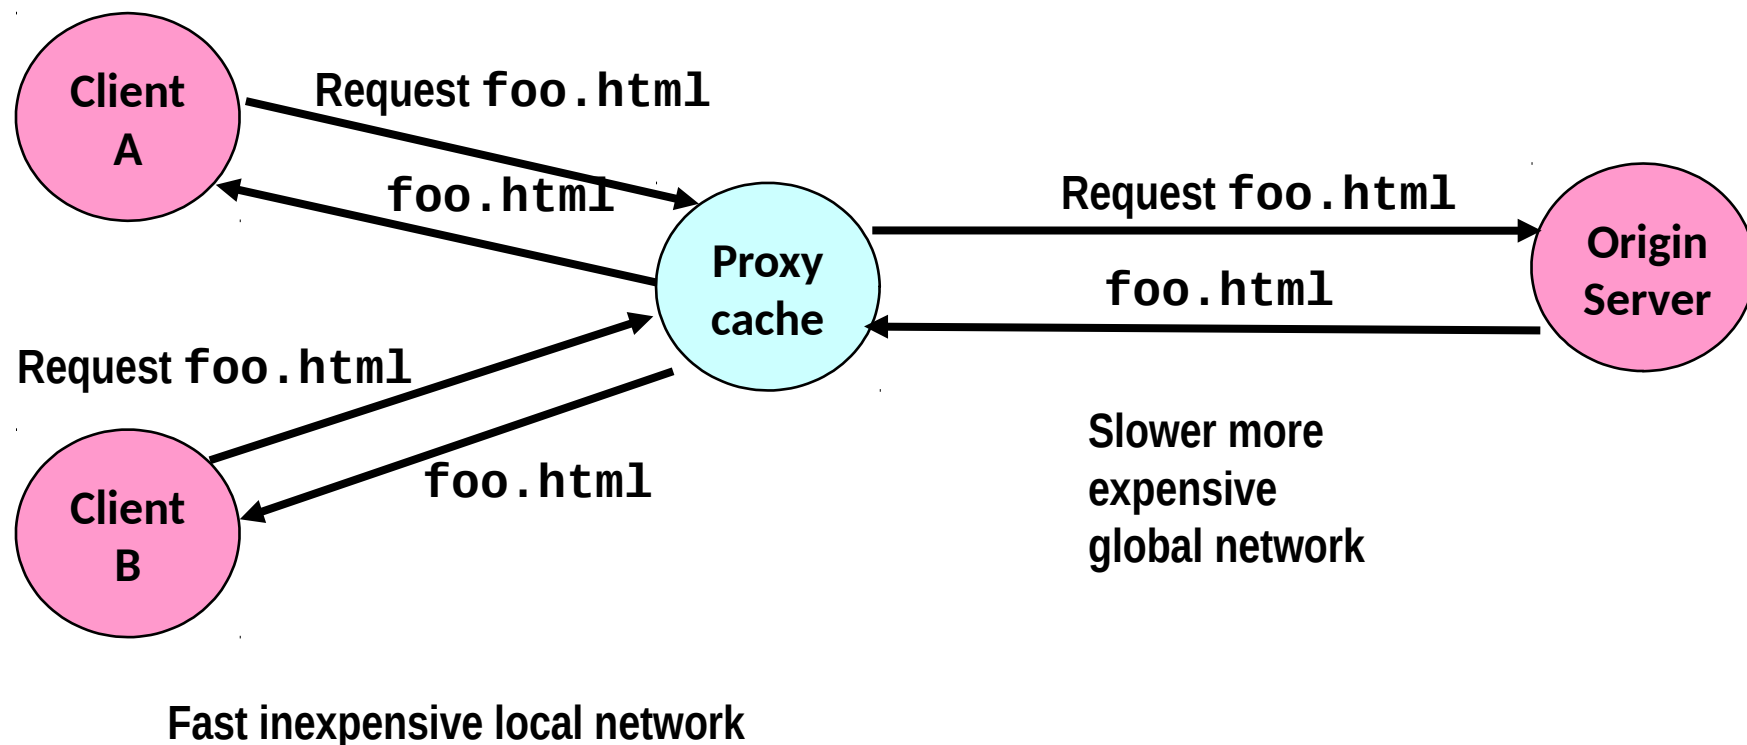 Client
A
Request foo.html
foo.html
Request foo.html
foo.html
Proxy
cache
Origin
Server
Request foo.html
foo.html
Client
B
Slower more
expensive
global network
Fast inexpensive local network